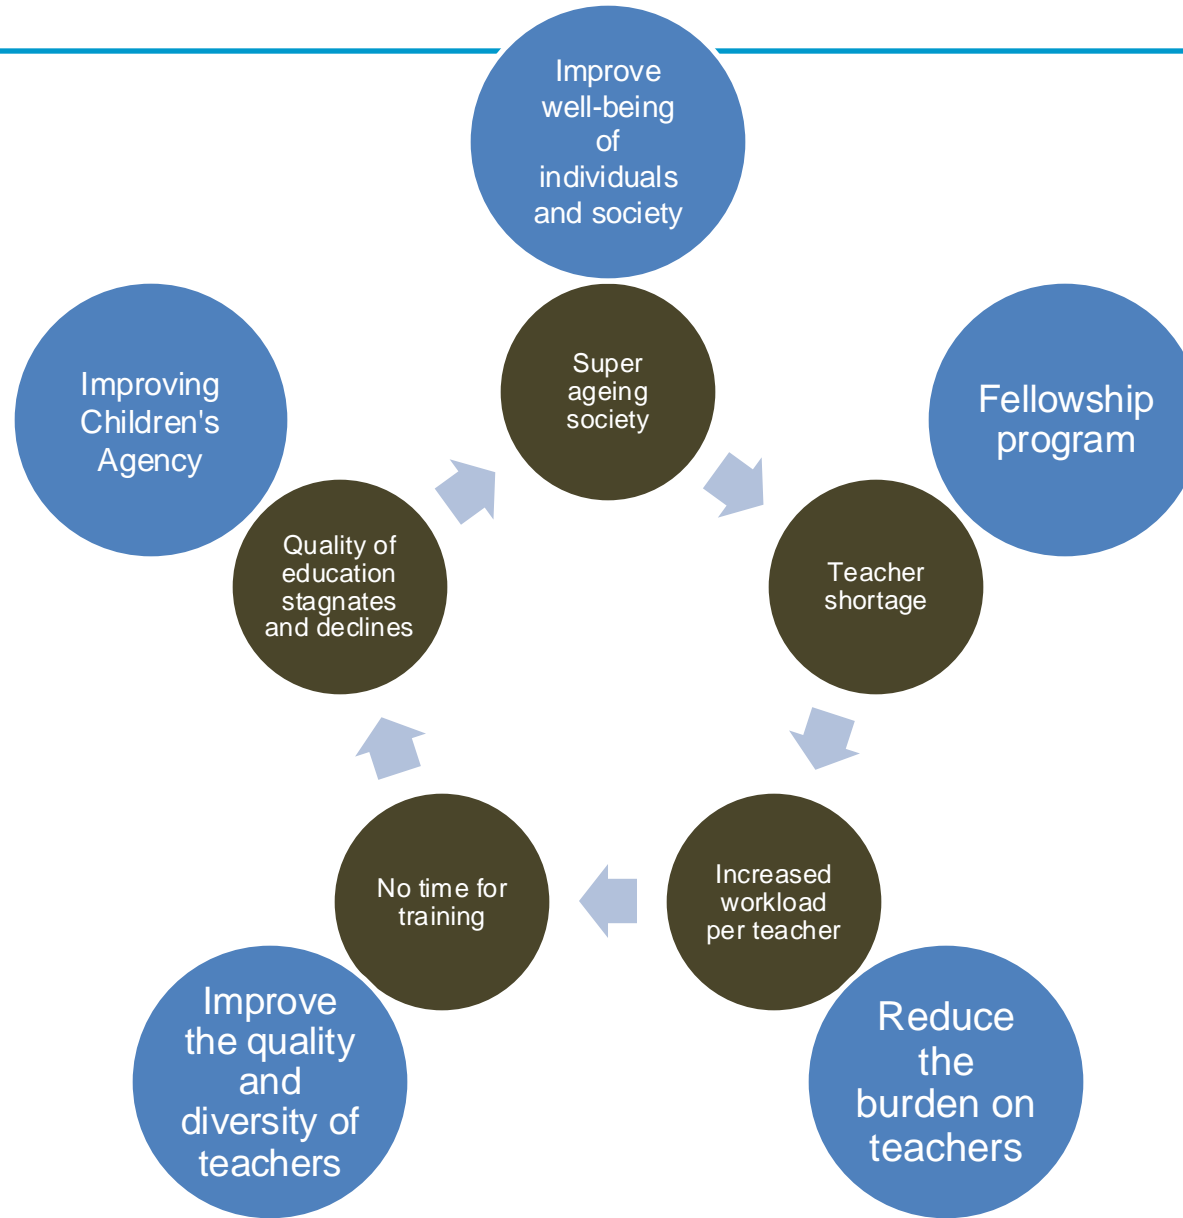 Improve
well-being
of
individuals
and society
Super
ageing
society
Fellowship
program
Teacher
shortage
Increased
workload
per teacher
Reduce
the
burden on
teachers
No time for
training
Improve
the quality
and
diversity of
teachers
Quality of
education
stagnates
and declines
Improving
Children's
Agency